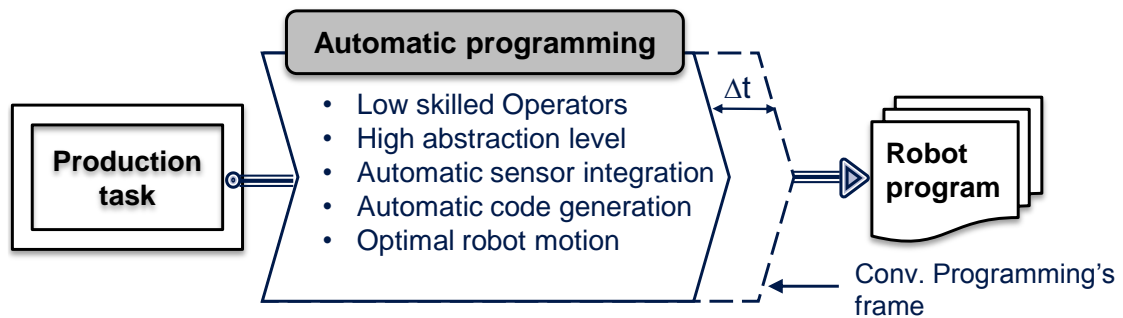 Automatic programming
Production
task
• Low skilled Operators
• High abstraction level
• Automatic sensor integration
• Automatic code generation
• Optimal robot motion
Δt
Robot
program
Conv. Programming's
frame